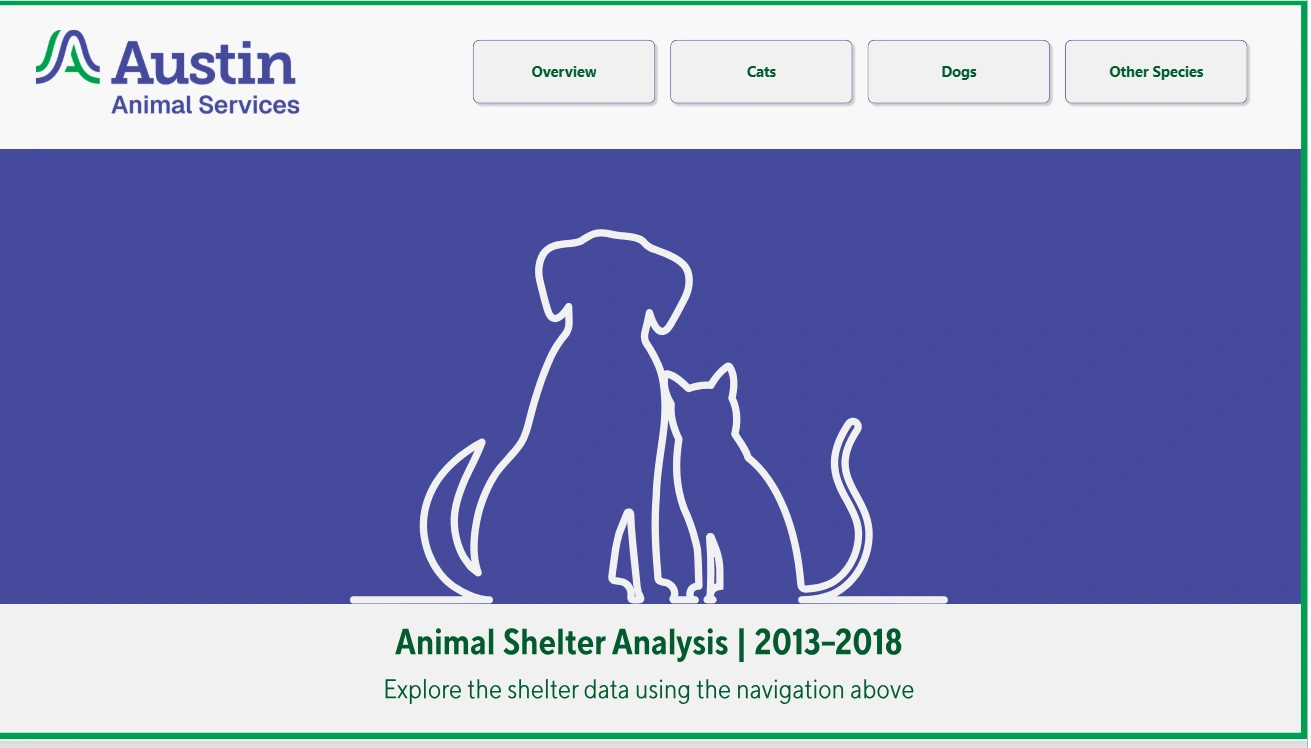 Austin
Animal Services
Overview
Cats
Dogs
Other Species
Animal Shelter Analysis | 2013–2018
Explore the shelter data using the navigation above